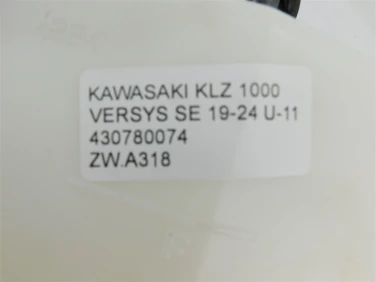 KAWASAKI KLZ 1000
VERSYS SE 19-24 U-11
430780074
ZW.A318